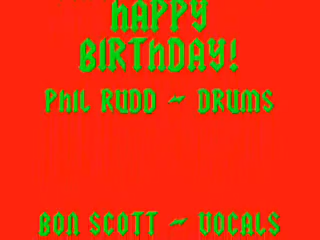 HAPPY
BIRTHDAY!
PHIL RUDD ~ DRUMS
BON SCOTT ~ VOCALS